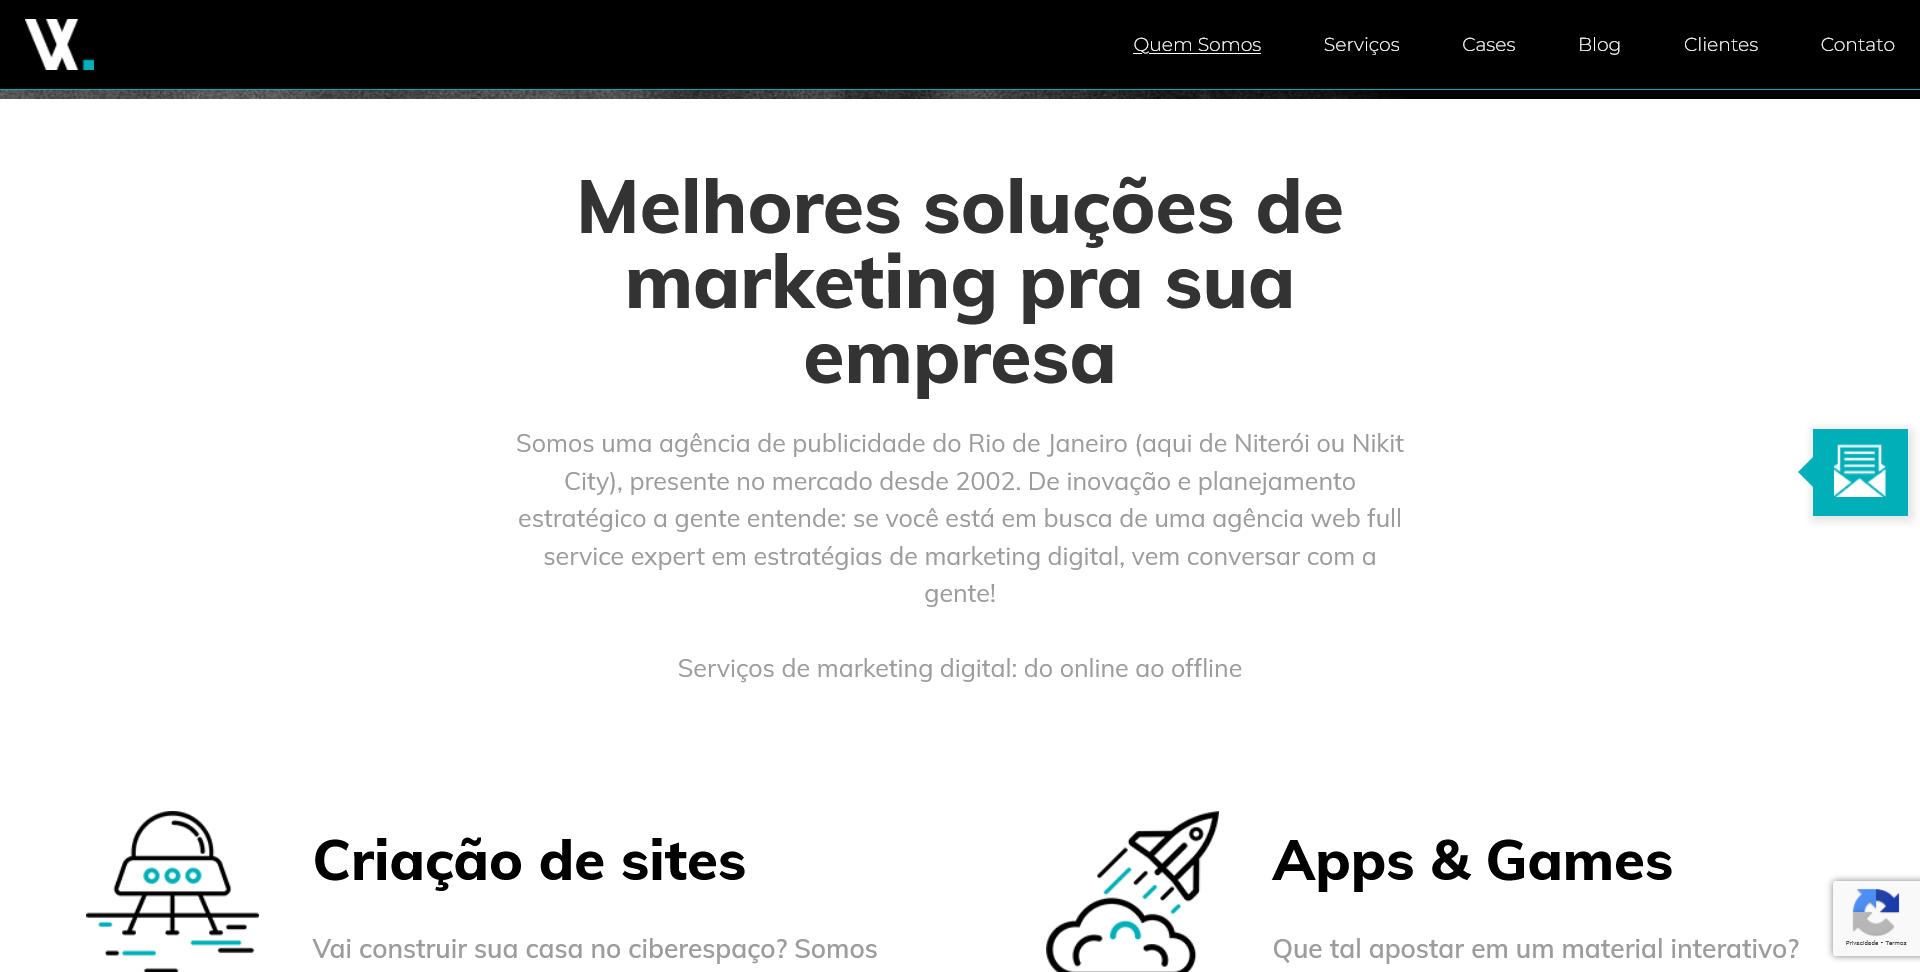 VX.
Quem Somos
Serviços
Cases
Blog
Clientes
Contato
Melhores soluções de
marketing pra sua
empresa
Somos uma agência de publicidade do Rio de Janeiro (aqui de Niterói ou Nikit
City), presente no mercado desde 2002. De inovação e planejamento
estratégico a gente entende: se você está em busca de uma agência web full
service expert em estratégias de marketing digital, vem conversar com a
gente!
Serviços de marketing digital: do online ao offline
Criação de sites
Apps & Games
Vai construir sua casa no ciberespaço? Somos
Que tal apostar em um material interativo?
Privacidade - Termos